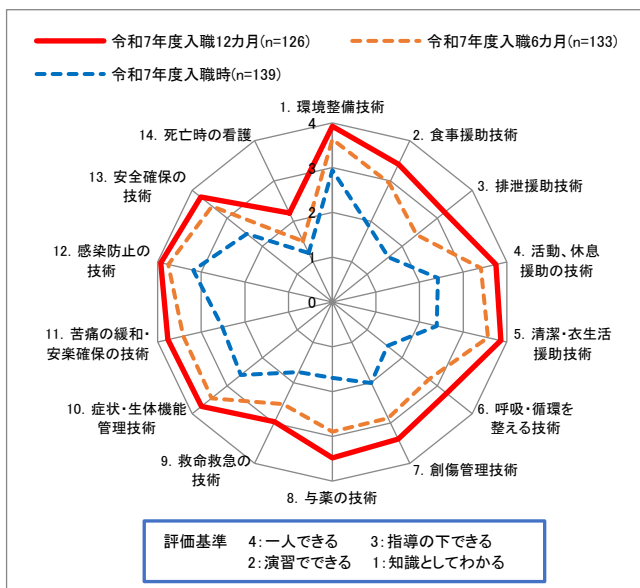 令和7年度入職12カ月(n=126)
令和7年度入職6カ月(n=133)
令和7年度入職時(n=139)
1. 環境整備技術
2. 食事援助技術
3. 排泄援助技術
4. 活動、休息
援助の技術
5. 清潔・衣生活
援助技術
6. 呼吸・循環を
整える技術
7. 創傷管理技術
8. 与薬の技術
9. 救命救急の
技術
10. 症状・生体機能
管理技術
11. 苦痛の緩和・
安楽確保の技術
12. 感染防止の
技術
13. 安全確保の
技術
14. 死亡時の看護
4
3
2
1
0
評価基準 4:一人できる 3:指導の下できる
2:演習でできる 1:知識としてわかる